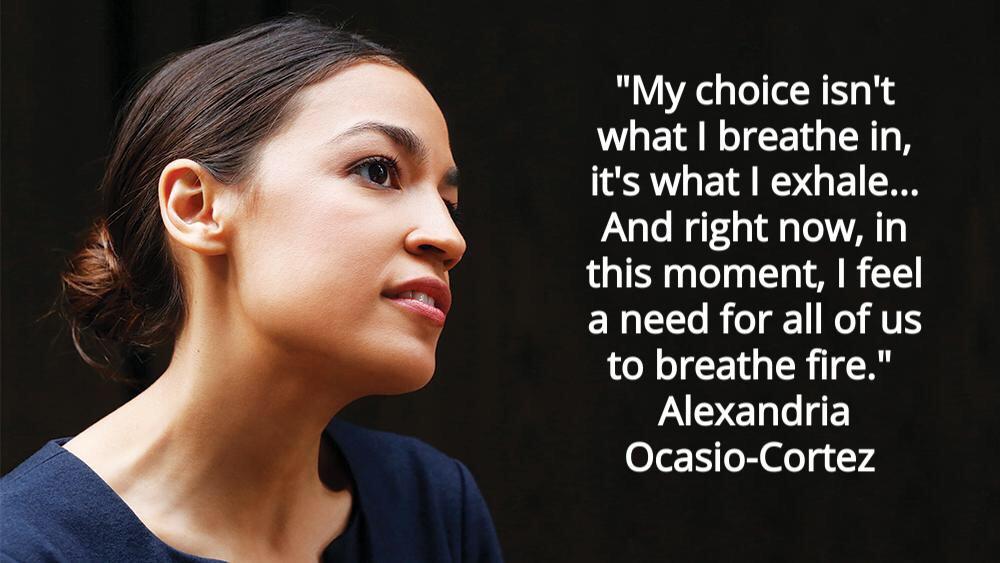 "My choice isn't
what I breathe in,
it's what I exhale...
And right now, in
this moment, I feel
a need for all of us
to breathe fire."
Alexandria
Ocasio-Cortez